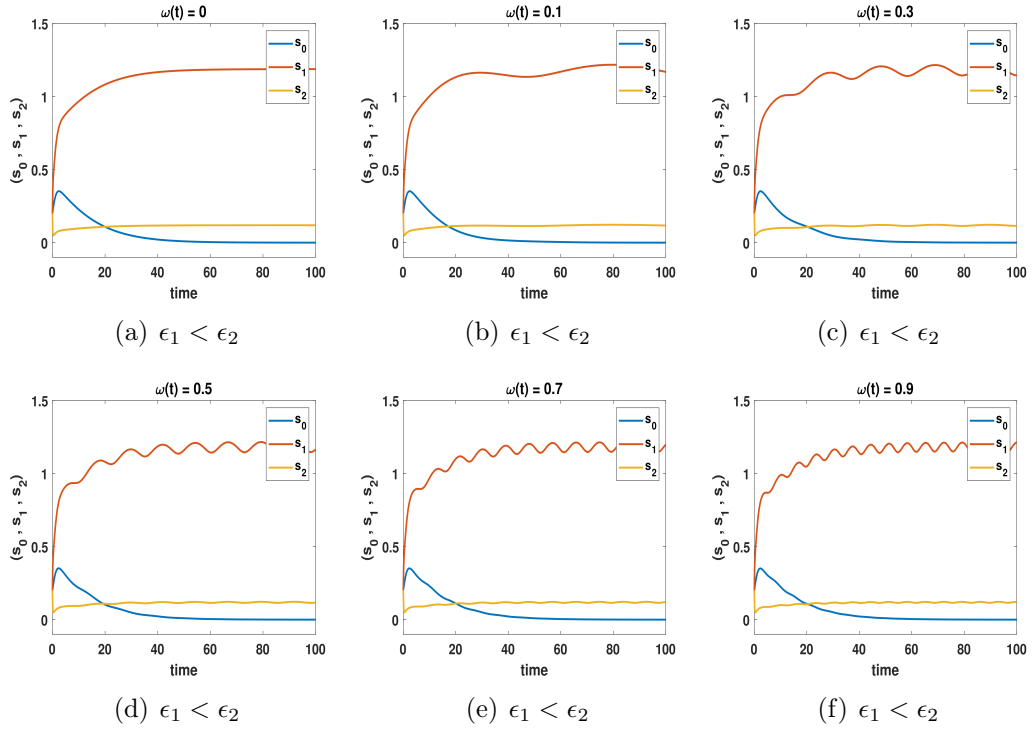 ω(t) = 0
1.5
1
0.5
0
(s₀ , s₁ , s₂)
s₀
s₁
s₂
0 20 40 60 80 100
time
(a) ϵ₁ < ϵ₂
ω(t) = 0.1
1.5
1
0.5
0
(s₀ , s₁ , s₂)
s₀
s₁
s₂
0 20 40 60 80 100
time
(b) ϵ₁ < ϵ₂
ω(t) = 0.3
1.5
1
0.5
0
(s₀ , s₁ , s₂)
s₀
s₁
s₂
0 20 40 60 80 100
time
(c) ϵ₁ < ϵ₂
ω(t) = 0.5
1.5
1
0.5
0
(s₀ , s₁ , s₂)
s₀
s₁
s₂
0 20 40 60 80 100
time
(d) ϵ₁ < ϵ₂
ω(t) = 0.7
1.5
1
0.5
0
(s₀ , s₁ , s₂)
s₀
s₁
s₂
0 20 40 60 80 100
time
(e) ϵ₁ < ϵ₂
ω(t) = 0.9
1.5
1
0.5
0
(s₀ , s₁ , s₂)
s₀
s₁
s₂
0 20 40 60 80 100
time
(f) ϵ₁ < ϵ₂